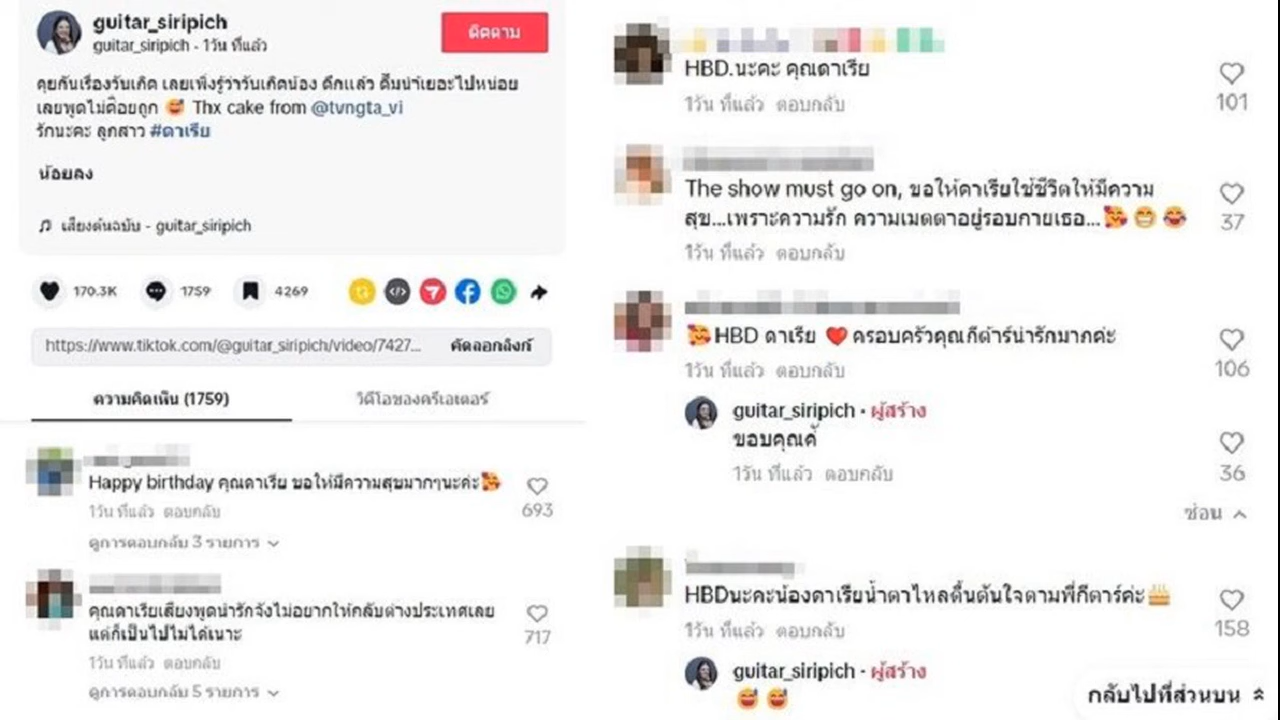 guitar_siripich
guitar_siripich - 1วัน ที่แล้ว
ติดตาม
คุยกันเรื่องวันเกิด เลยเพิ่งรู้ว่าวันเกิดน้อง ดึกแล้ว ดื่มน้ำเยอะไปหน่อย
เลยพูดไม่ค่อยถูก 😅 Thx cake from @tvngta_vi
รักนะคะ ลูกสาว #ดาเรีย
น้อยลง
♫ เสียงต้นฉบับ - guitar_siripich
170.3K 1759 4269
https://www.tiktok.com/@guitar_siripich/video/7427... คัดลอกลิงก์
ความคิดเห็น (1759) วิดีโอของครีเอเตอร์
Happy birthday คุณดาเรีย ขอให้มีความสุขมากๆนะค่ะ🥰
693
1วัน ที่แล้ว ตอบกลับ
ดูการตอบกลับ 3 รายการ
คุณดาเรียเสียงพูดน่ารักจังไม่อยากให้กลับต่างประเทศเลย
แต่ก็เป็นไปไม่ได้เนาะ
717
1วัน ที่แล้ว ตอบกลับ
ดูการตอบกลับ 5 รายการ
HBD.นะคะ คุณดาเรีย
101
1วัน ที่แล้ว ตอบกลับ
The show must go on, ขอให้ดาเรียใช้ชีวิตให้มีความ
สุข...เพราะความรัก ความเมตตาอยู่รอบกายเธอ...🥰😁😂
37
1วัน ที่แล้ว ตอบกลับ
🥰HBD ดาเรีย ❤️ ครอบครัวคุณกีต้าร์น่ารักมากค่ะ
106
1วัน ที่แล้ว ตอบกลับ
guitar_siripich · ผู้สร้าง
ขอบคุณค่ั
36
1วัน ที่แล้ว ตอบกลับ
ซ่อน
HBDนะคะน้องดาเรียน้ำตาไหลตื้นตันใจตามพี่กีตาร์ค่ะ🎂
158
1วัน ที่แล้ว ตอบกลับ
guitar_siripich · ผู้สร้าง
😅 😅
กลับไปที่ส่วนบน